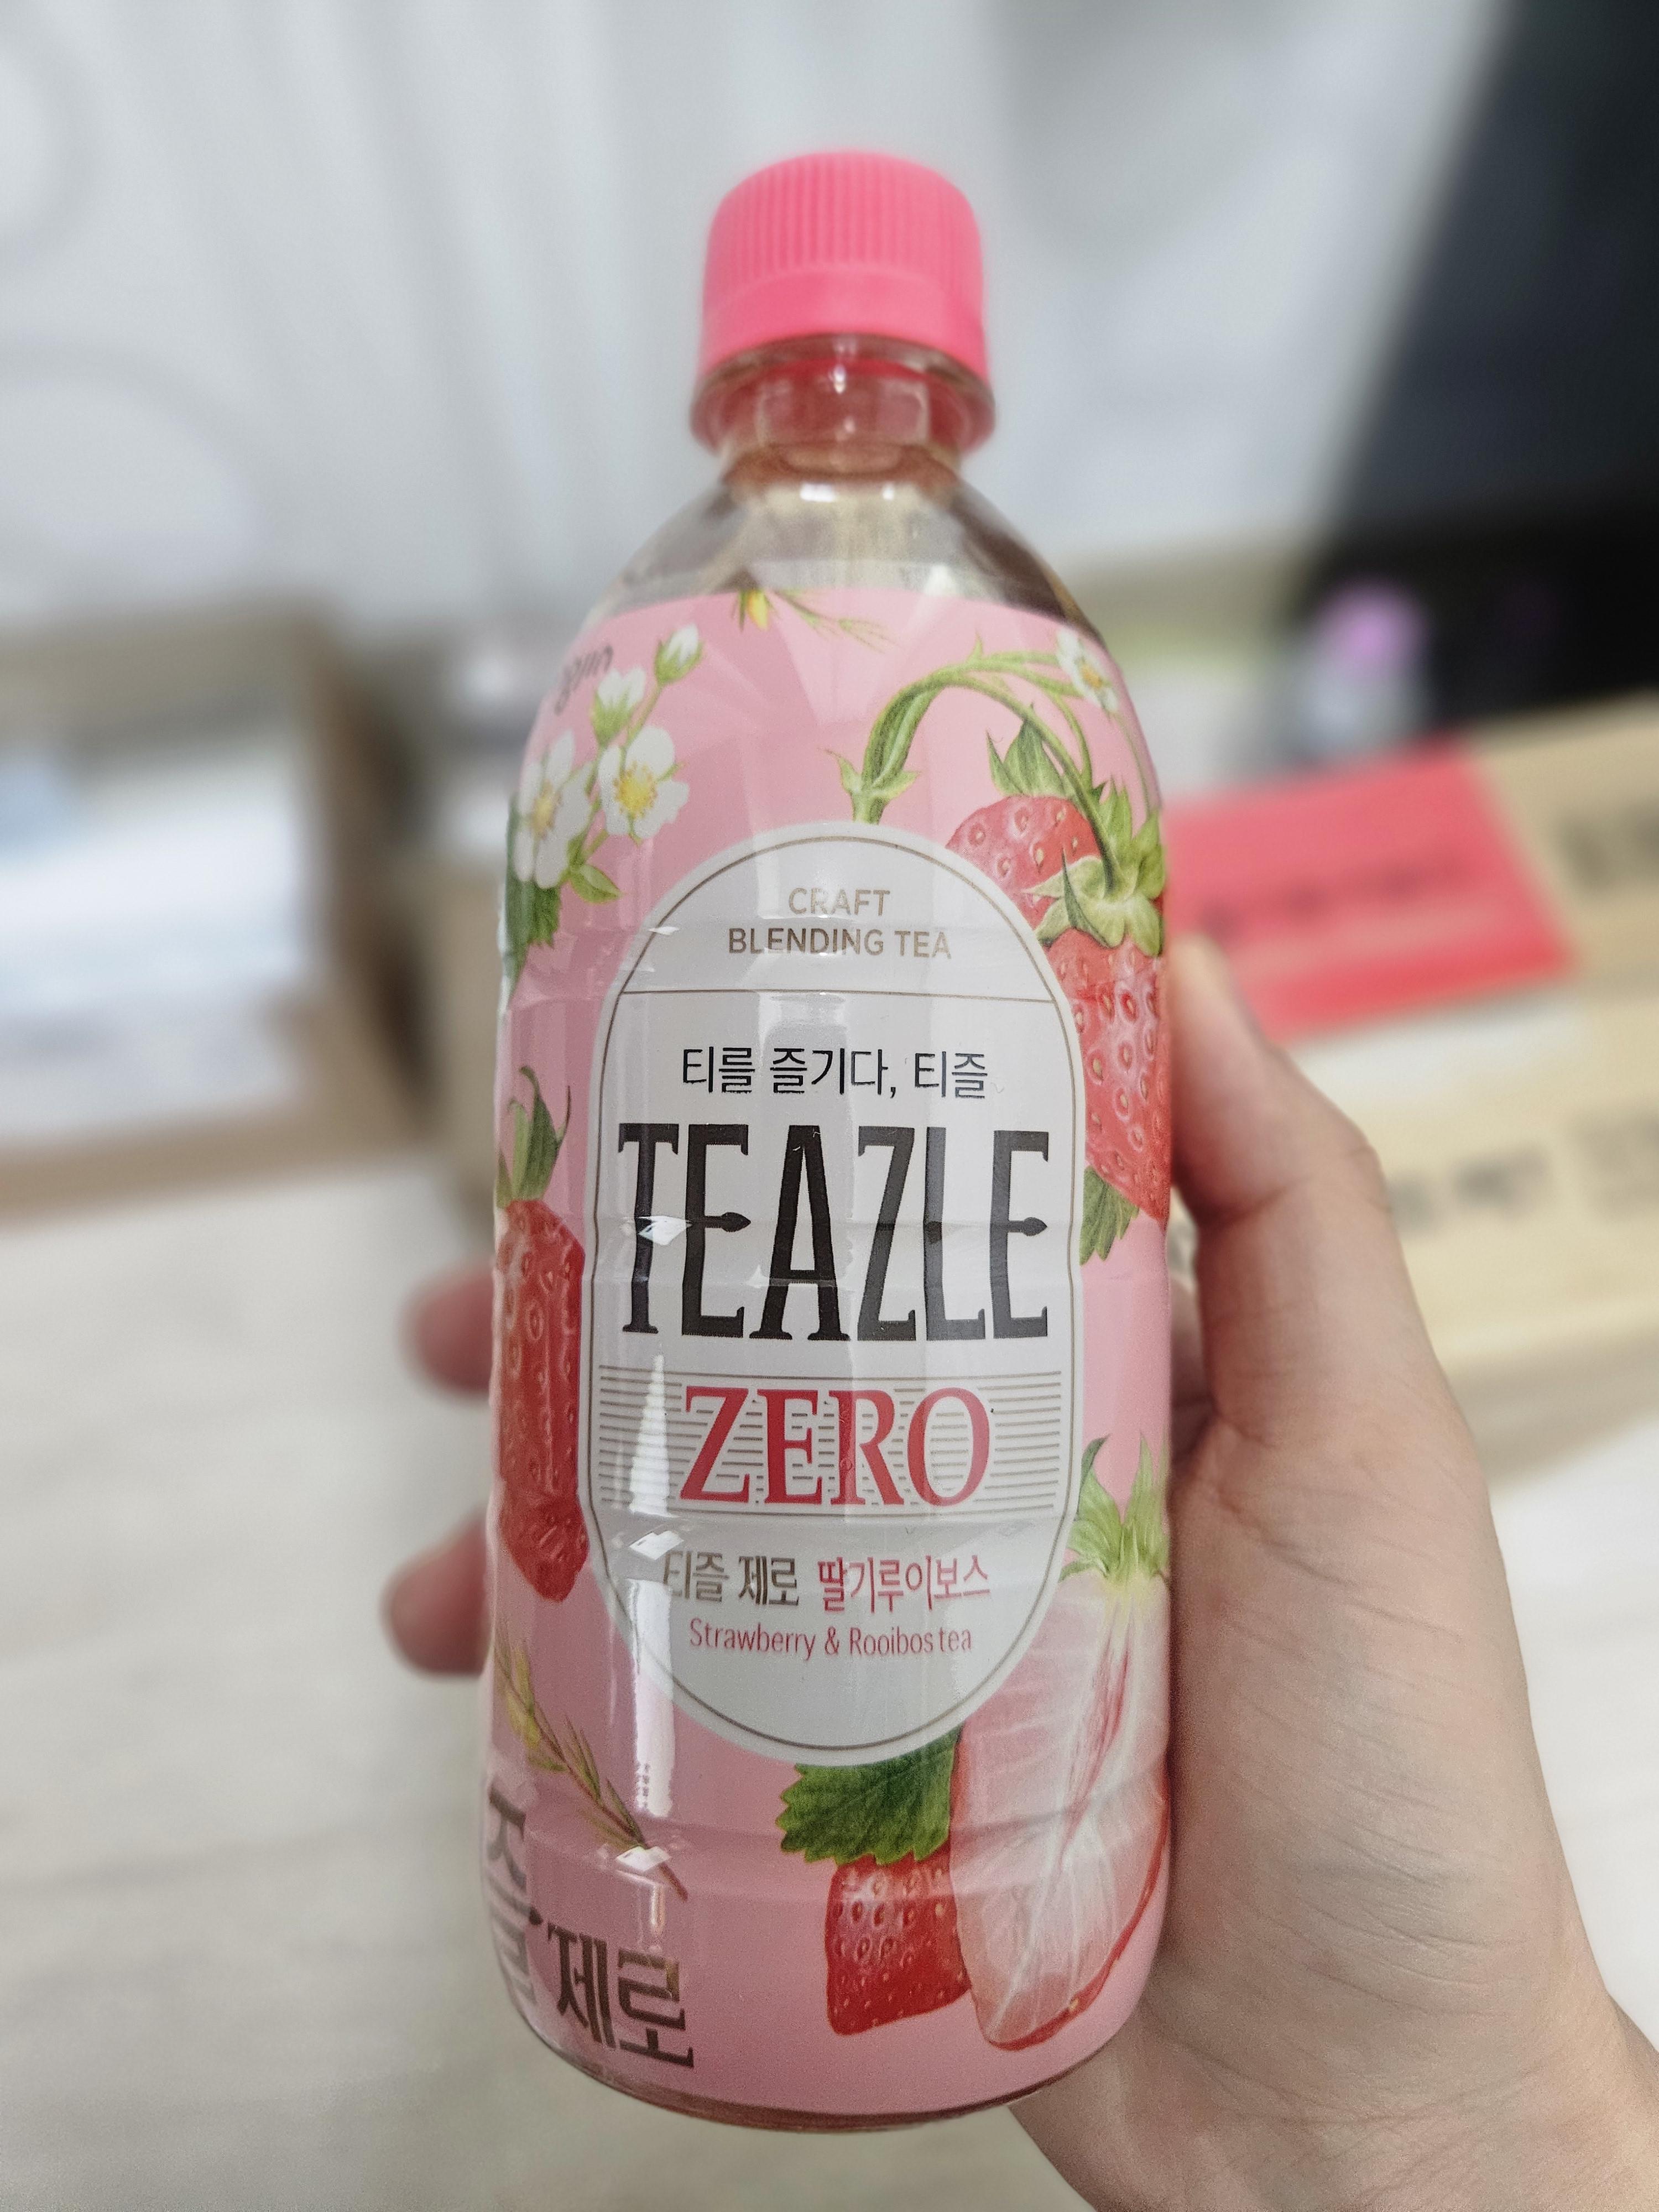 CRAFT
BLENDING TEA
티를 즐기다, 티즐
TEAZLE
ZERO
티즐 제로 딸기루이보스
Strawberry & Rooibos tea
즐 제로